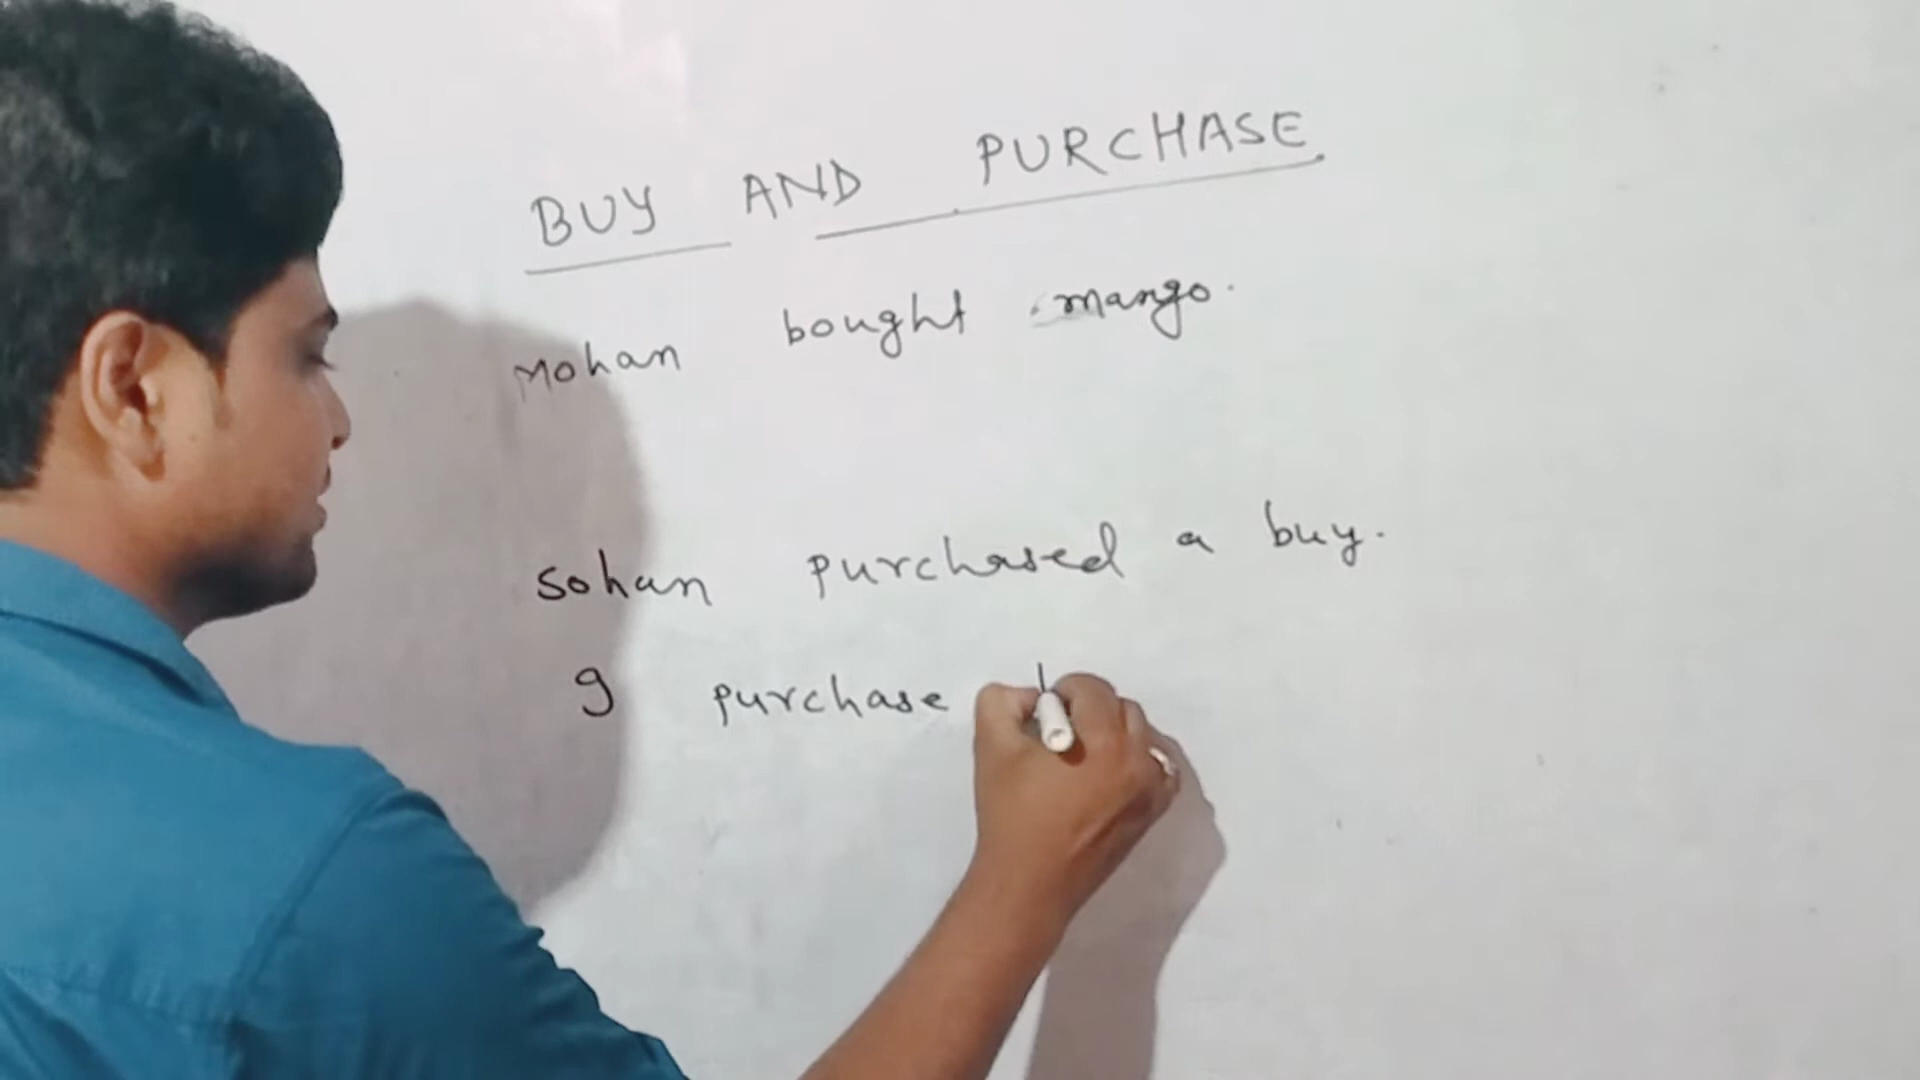 BUY AND PURCHASE
Mohan bought mango.
Sohan purchased a buy.
I purchase